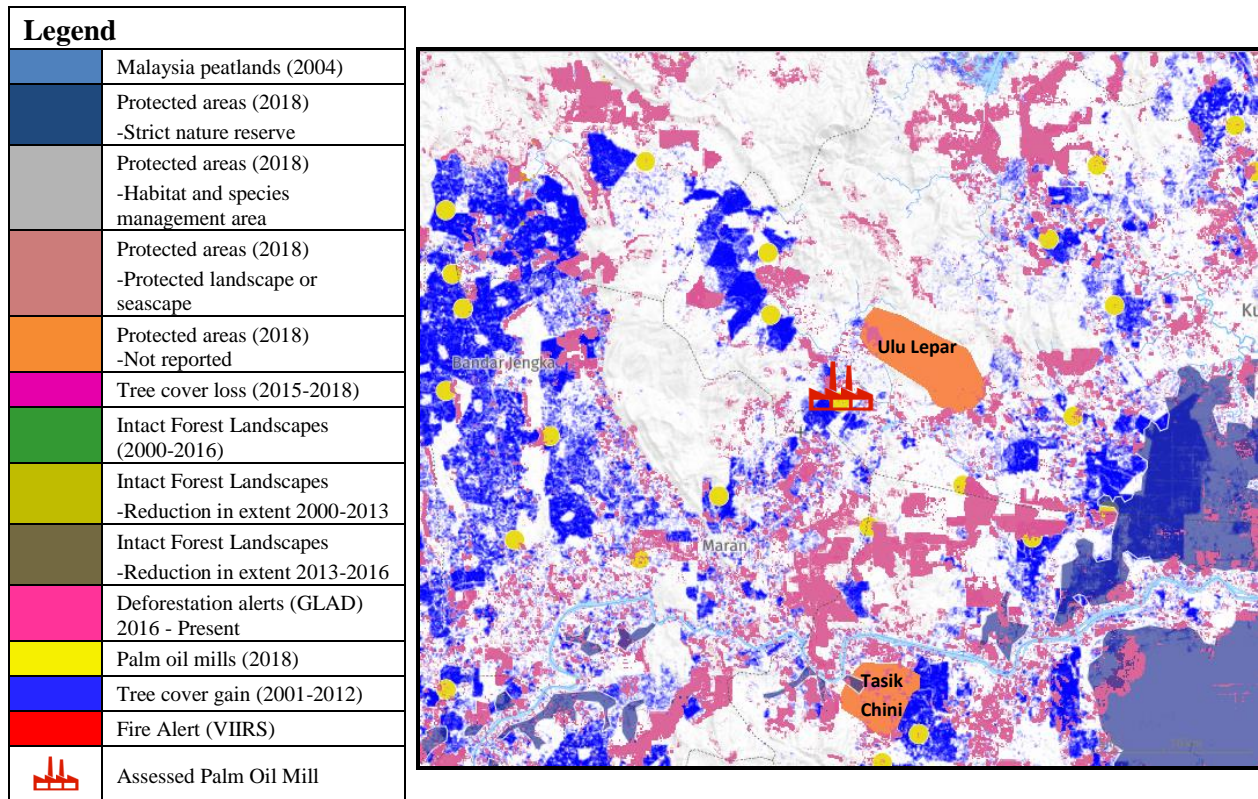 Legend
Malaysia peatlands (2004)
Protected areas (2018)
-Strict nature reserve
Protected areas (2018)
-Habitat and species
management area
Protected areas (2018)
-Protected landscape or
seascape
Protected areas (2018)
-Not reported
Tree cover loss (2015-2018)
Intact Forest Landscapes
(2000-2016)
Intact Forest Landscapes
-Reduction in extent 2000-2013
Intact Forest Landscapes
-Reduction in extent 2013-2016
Deforestation alerts (GLAD)
2016 - Present
Palm oil mills (2018)
Tree cover gain (2001-2012)
Fire Alert (VIIRS)
Assessed Palm Oil Mill
Ku
Ulu Lepar
Bandar Jengka
Maran
Tasik
Chini